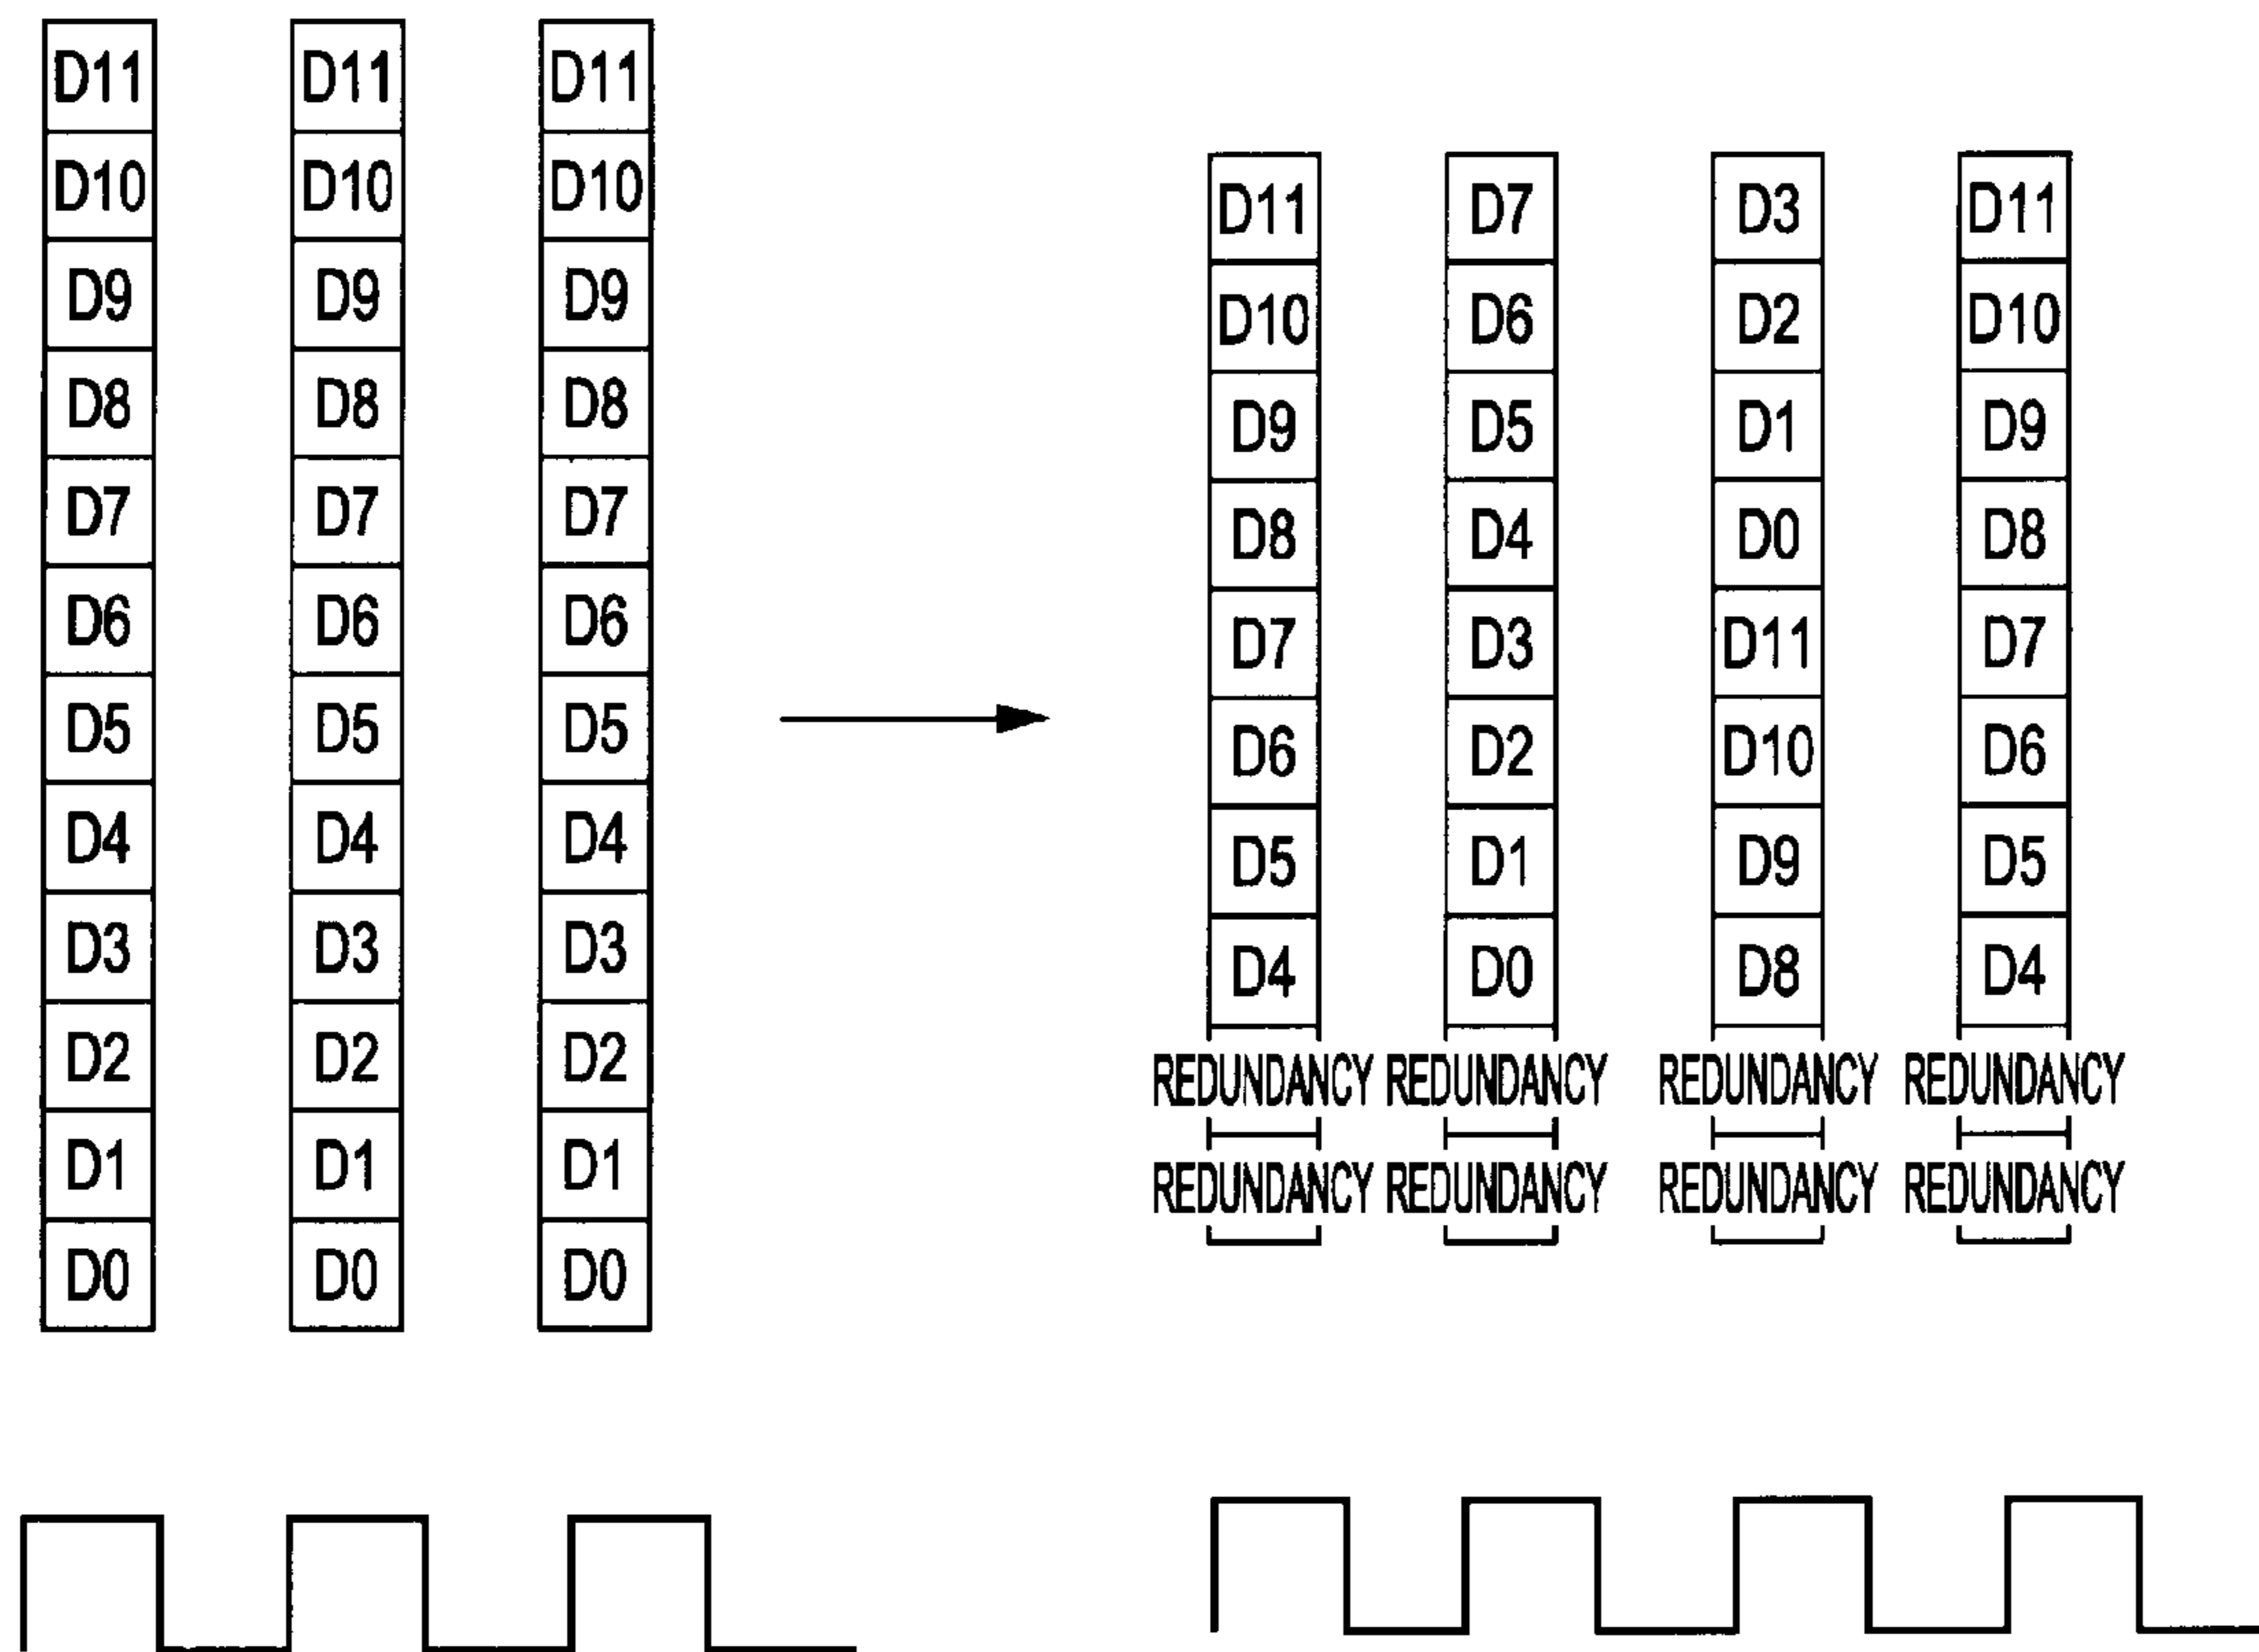 D11 D11 D11
D10 D10 D10
D9 D9 D9
D8 D8 D8
D7 D7 D7
D6 D6 D6
D5 D5 D5
D4 D4 D4
D3 D3 D3
D2 D2 D2
D1 D1 D1
D0 D0 D0
D11 D7 D3 D11
D10 D6 D2 D10
D9 D5 D1 D9
D8 D4 D0 D8
D7 D3 D11 D7
D6 D2 D10 D6
D5 D1 D9 D5
D4 D0 D8 D4
REDUNDANCY REDUNDANCY REDUNDANCY REDUNDANCY
REDUNDANCY REDUNDANCY REDUNDANCY REDUNDANCY